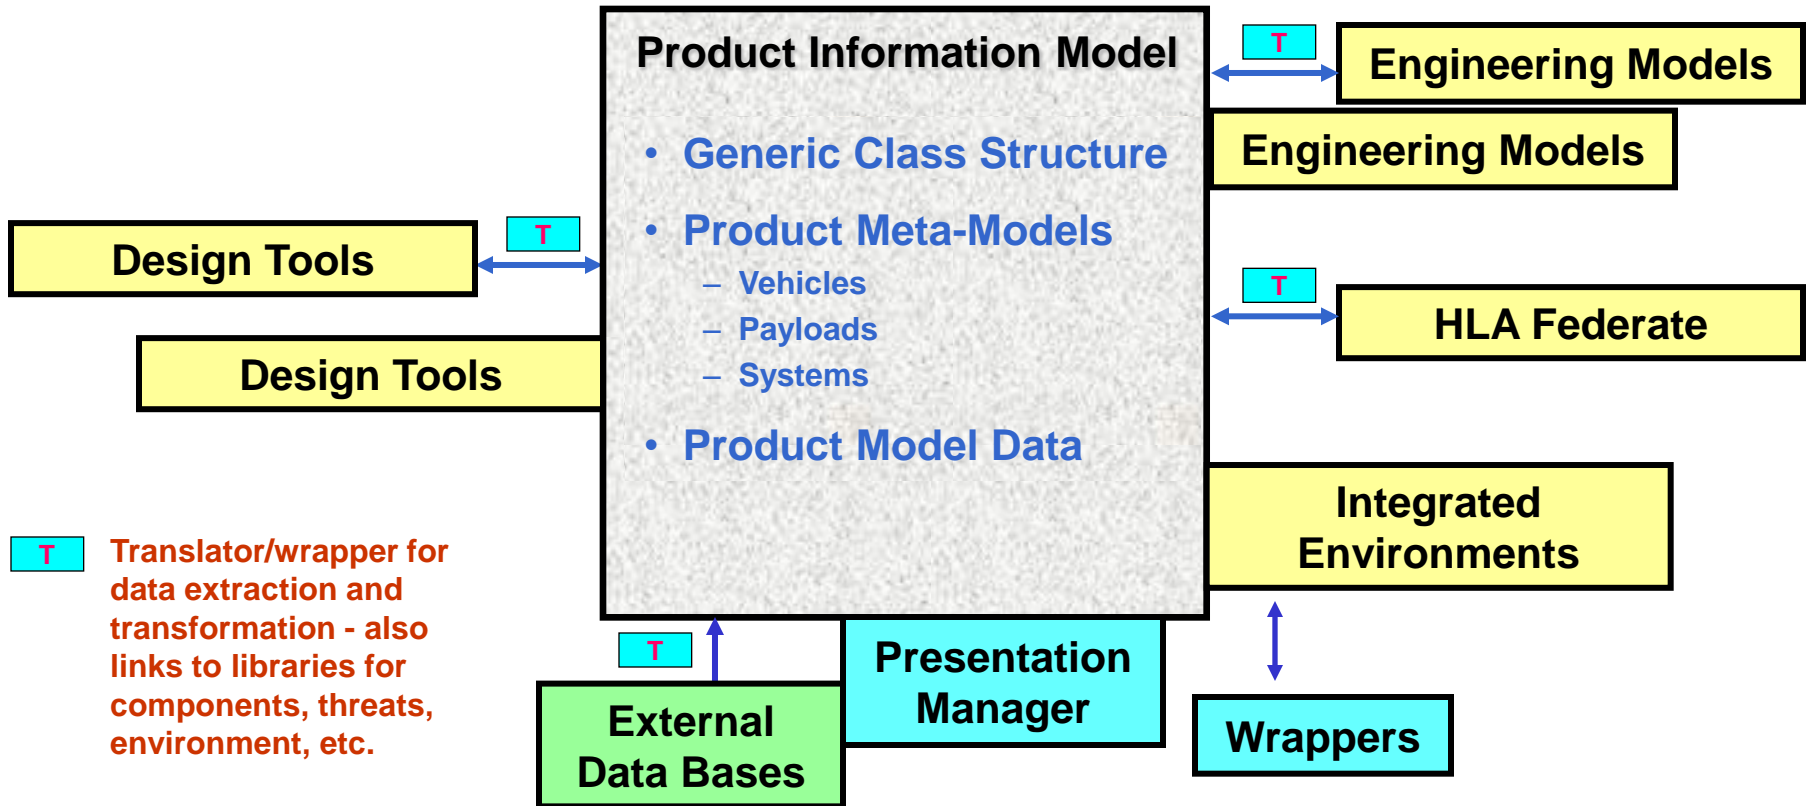 Product Information Model
• Generic Class Structure
• Product Meta-Models
– Vehicles
– Payloads
– Systems
• Product Model Data
T
Engineering Models
Engineering Models
T
Design Tools
Design Tools
T
HLA Federate
Integrated
Environments
T
Translator/wrapper for
data extraction and
transformation - also
links to libraries for
components, threats,
environment, etc.
T
External
Data Bases
Presentation
Manager
Wrappers